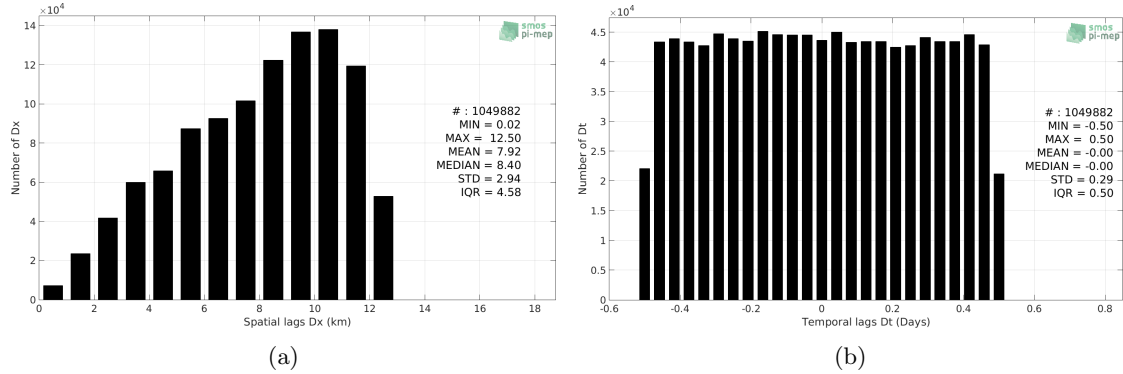 ×10⁴
14
12
10
8
6
4
2
0
Number of Dx
0 2 4 6 8 10 12 14 16 18
Spatial lags Dx (km)
smos
pi-mep
# : 1049882
MIN = 0.02
MAX = 12.50
MEAN = 7.92
MEDIAN = 8.40
STD = 2.94
IQR = 4.58
(a)
×10⁴
4.5
4
3.5
3
2.5
2
1.5
1
0.5
0
Number of Dt
-0.6 -0.4 -0.2 0 0.2 0.4 0.6 0.8
Temporal lags Dt (Days)
smos
pi-mep
# : 1049882
MIN = -0.50
MAX = 0.50
MEAN = -0.00
MEDIAN = -0.00
STD = 0.29
IQR = 0.50
(b)